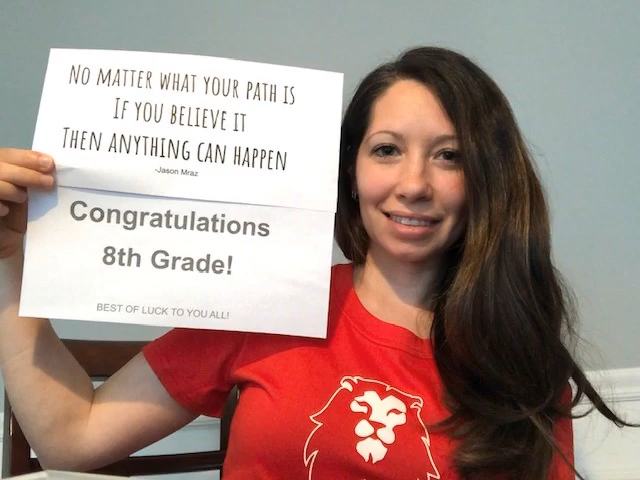 No matter what your path is
If you believe it
Then anything can happen
-Jason Mraz
Congratulations
8th Grade!
BEST OF LUCK TO YOU ALL!